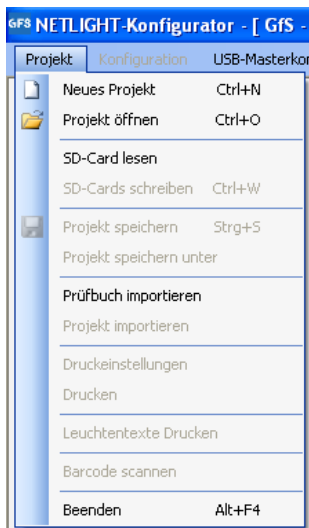 GFS NETLIGHT-Konfigurator - [ GfS -
Projekt Konfiguration USB-Masterkor
Neues Projekt Ctrl+N
Projekt öffnen Ctrl+O
SD-Card lesen
SD-Cards schreiben Ctrl+W
Projekt speichern Strg+S
Projekt speichern unter
Prüfbuch importieren
Projekt importieren
Druckeinstellungen
Drucken
Leuchtentexte Drucken
Barcode scannen
Beenden Alt+F4